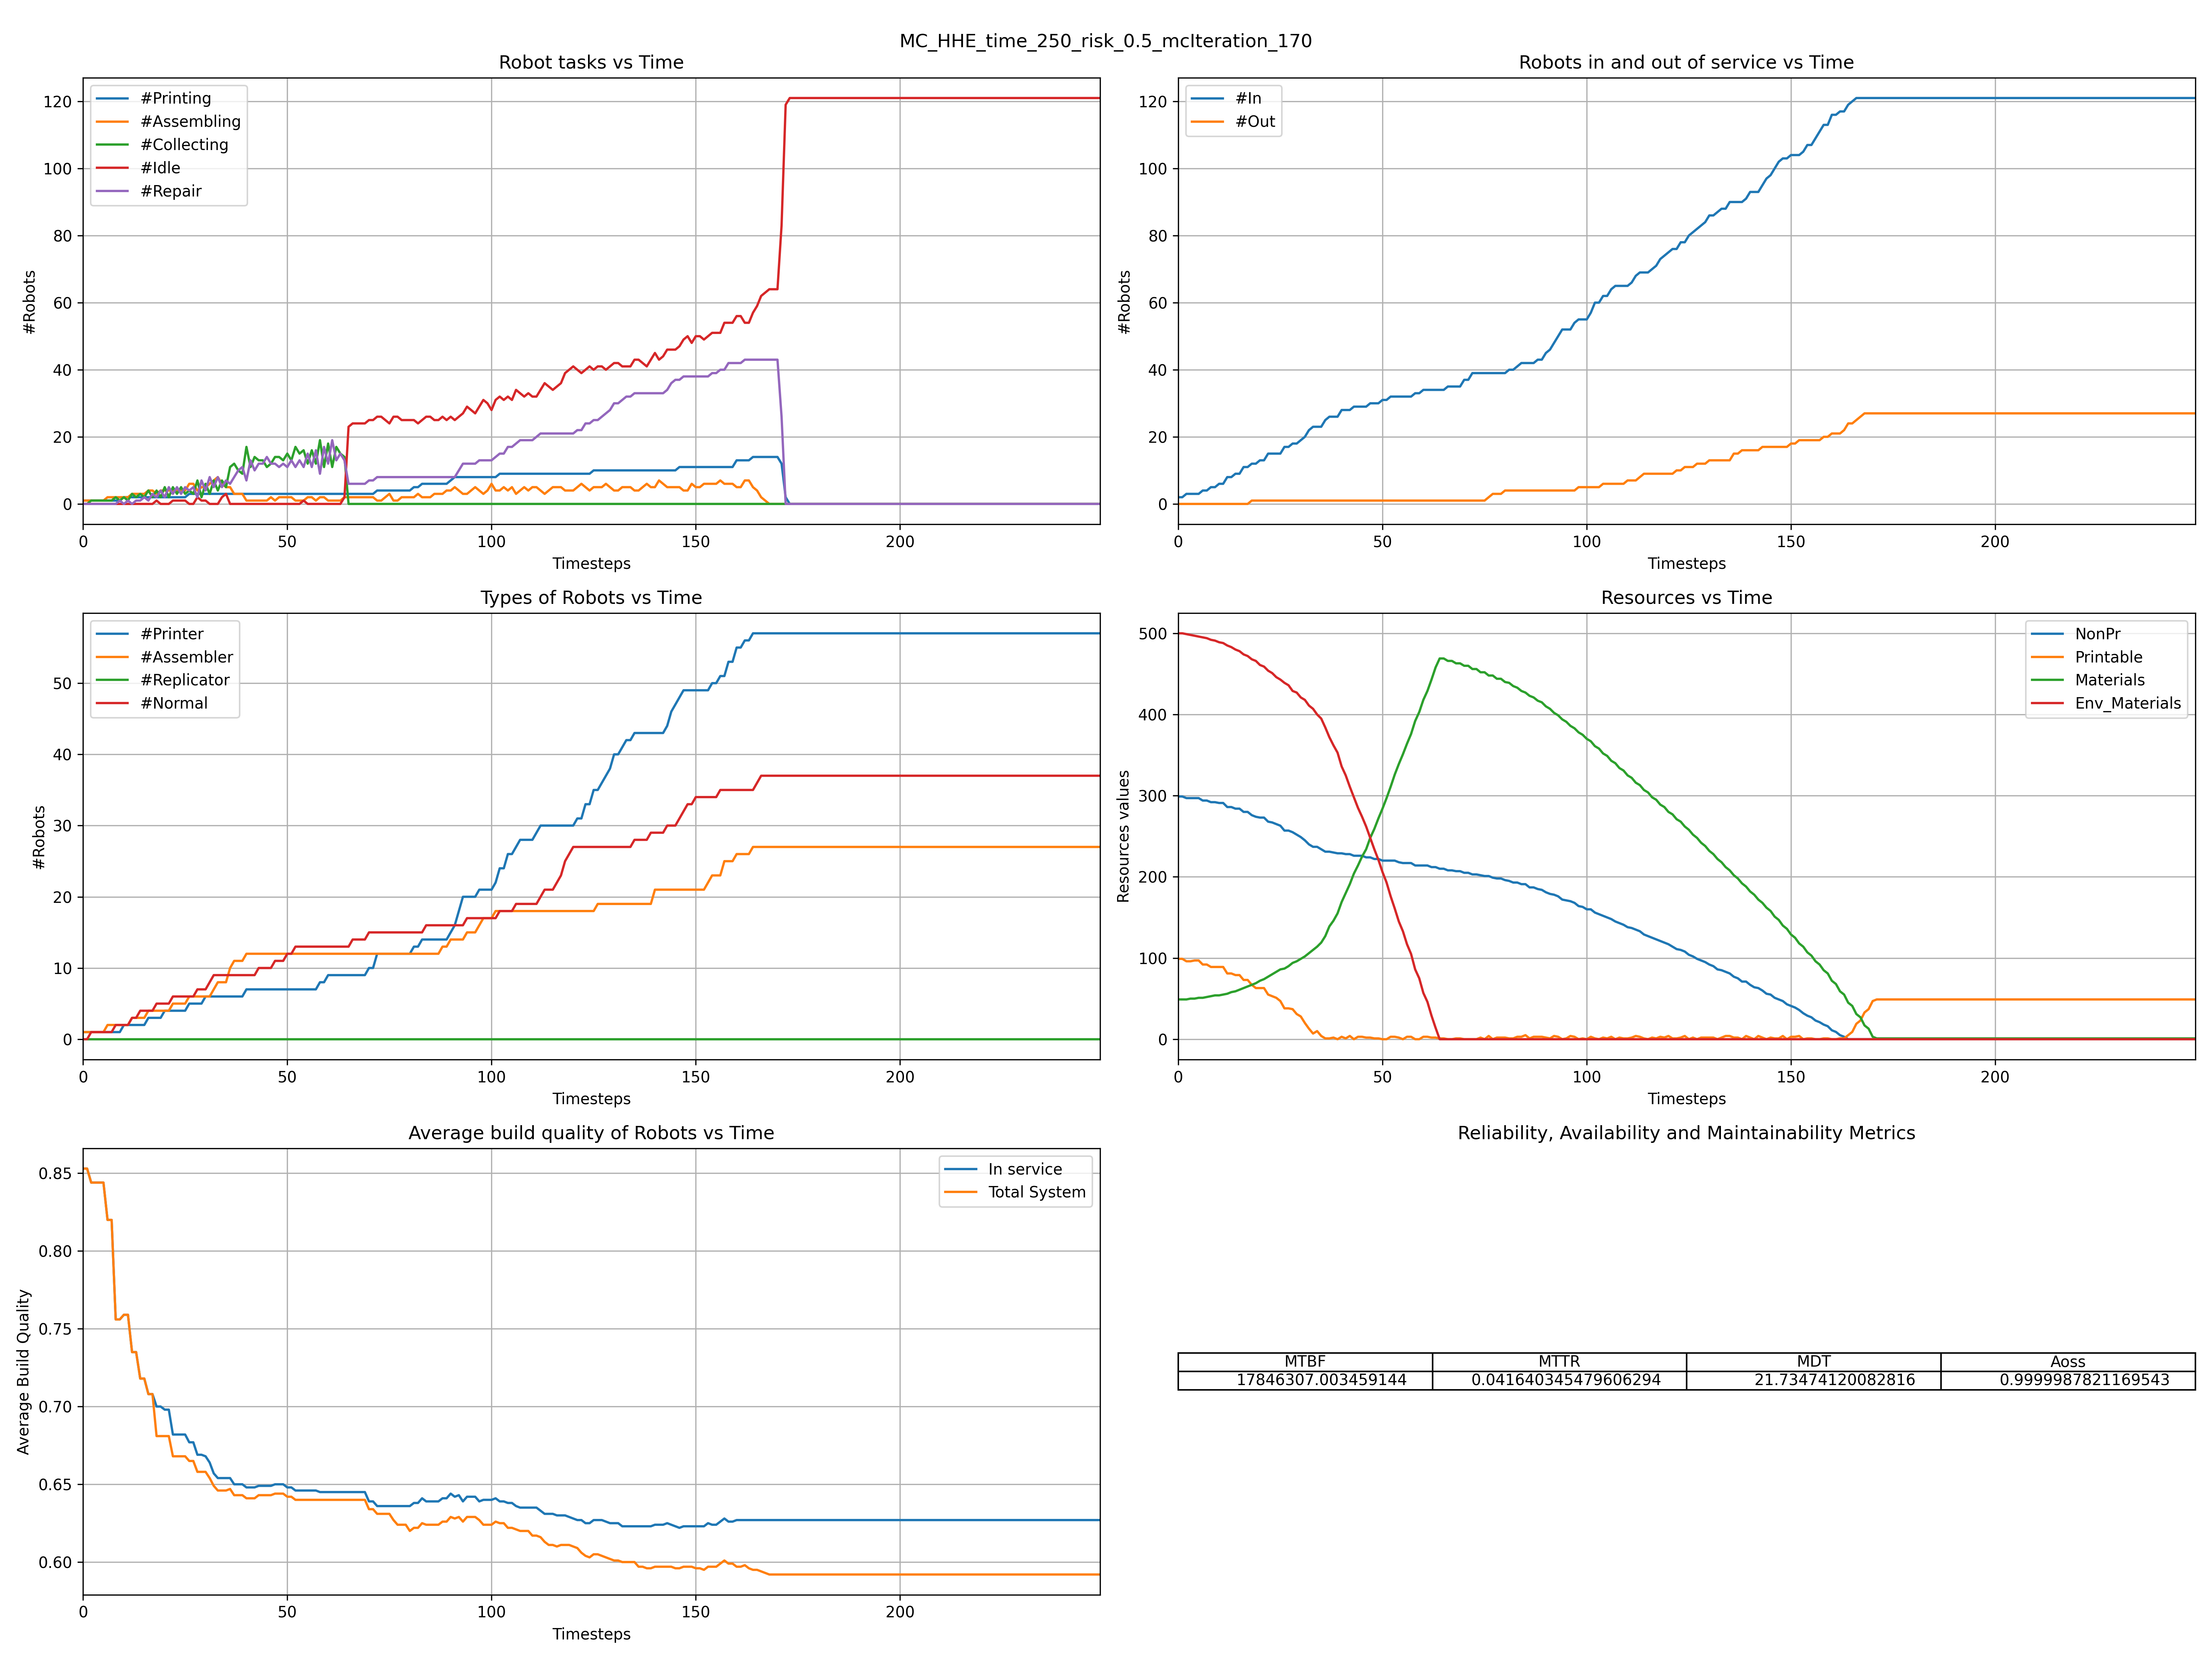 MC_HHE_time_250_risk_0.5_mcIteration_170
Robot tasks vs Time
#Robots
120
100
80
60
40
20
0
#Printing
#Assembling
#Collecting
#Idle
#Repair
0 50 100 150 200
Timesteps
Robots in and out of service vs Time
#Robots
120
100
80
60
40
20
0
#In
#Out
0 50 100 150 200
Timesteps
Types of Robots vs Time
#Robots
50
40
30
20
10
0
#Printer
#Assembler
#Replicator
#Normal
0 50 100 150 200
Timesteps
Resources vs Time
Resources values
500
400
300
200
100
0
NonPr
Printable
Materials
Env_Materials
0 50 100 150 200
Timesteps
Average build quality of Robots vs Time
Average Build Quality
0.85
0.80
0.75
0.70
0.65
0.60
In service
Total System
0 50 100 150 200
Timesteps
Reliability, Availability and Maintainability Metrics
MTBF MTTR MDT Aoss
17846307.003459144 0.041640345479606294 21.73474120082816 0.9999987821169543